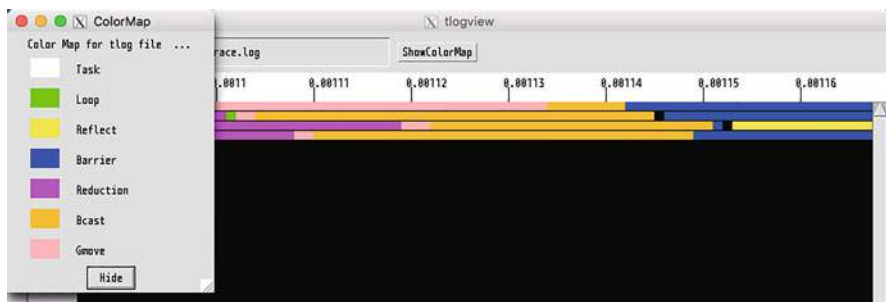 ColorMap
tlogview
Color Map for tlog file ...
race.log
ShowColorMap
Task
Loop
Reflect
Barrier
Reduction
Bcast
Gmove
Hide
.0011 0.00111 0.00112 0.00113 0.00114 0.00115 0.00116